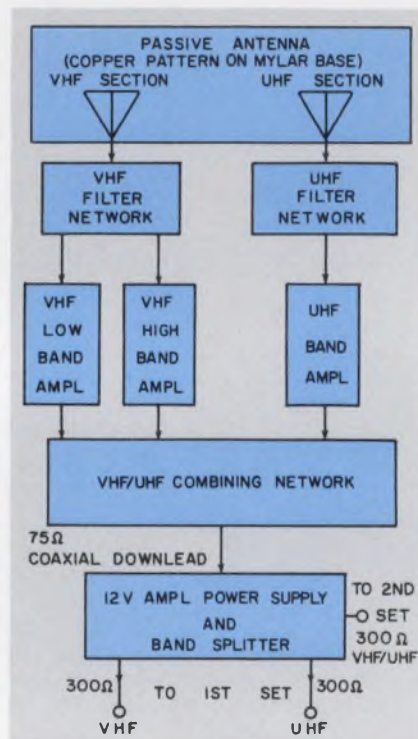 PASSIVE ANTENNA
(COPPER PATTERN ON MYLAR BASE)
VHF SECTION
UHF SECTION
VHF
FILTER
NETWORK
UHF
FILTER
NETWORK
VHF
LOW
BAND
AMPL
VHF
HIGH
BAND
AMPL
UHF
BAND
AMPL
VHF/UHF COMBINING NETWORK
75Ω
COAXIAL DOWNLEAD
12V AMPL POWER SUPPLY
AND
BAND SPLITTER
TO 2ND
SET
300Ω
VHF/UHF
300Ω
TO 1ST SET
300Ω
VHF
UHF